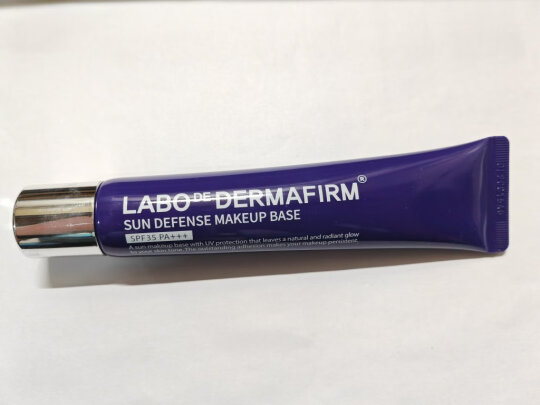 LABO DE DERMAFIRM®
SUN DEFENSE MAKEUP BASE
SPF35 PA+++
A sun makeup base with UV protection that leaves a natural and radiant glow
to your skin tone. The outstanding adhesion makes your makeup persistent.